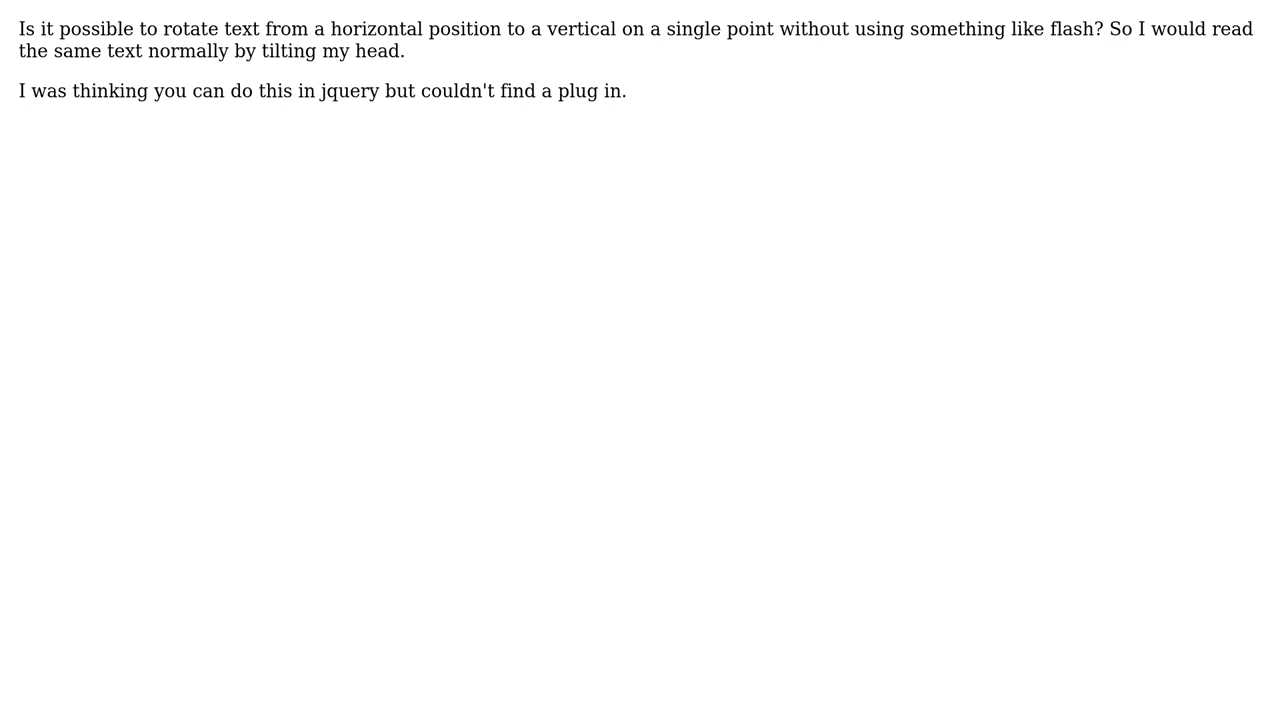 Is it possible to rotate text from a horizontal position to a vertical on a single point without using something like flash? So I would read
the same text normally by tilting my head.
I was thinking you can do this in jquery but couldn't find a plug in.